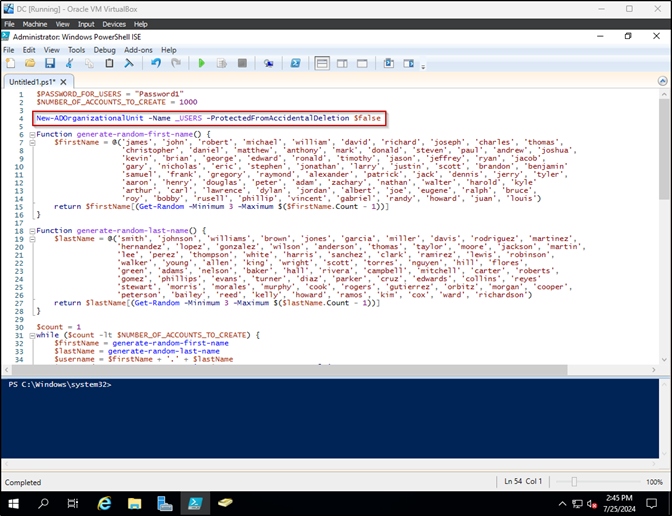 DC [Running] - Oracle VM VirtualBox
File Machine View Input Devices Help
Administrator: Windows PowerShell ISE
File Edit View Tools Debug Add-ons Help
Untitled1.ps1* X
1 $PASSWORD_FOR_USERS = "Password1"
2 $NUMBER_OF_ACCOUNTS_TO_CREATE = 1000
3
4 New-ADOrganizationalUnit -Name _USERS -ProtectedFromAccidentalDeletion $false
5
6 Function generate-random-first-name() {
7 $firstName = @('james', 'john', 'robert', 'michael', 'william', 'david', 'richard', 'joseph', 'charles', 'thomas',
8 'christopher', 'daniel', 'matthew', 'anthony', 'mark', 'donald', 'steven', 'paul', 'andrew', 'joshua',
9 'kevin', 'brian', 'george', 'edward', 'ronald', 'timothy', 'jason', 'jeffrey', 'ryan', 'jacob',
10 'gary', 'nicholas', 'eric', 'stephen', 'jonathan', 'larry', 'justin', 'scott', 'brandon', 'benjamin'
11 'samuel', 'frank', 'gregory', 'raymond', 'alexander', 'patrick', 'jack', 'dennis', 'jerry', 'tyler',
12 'aaron', 'henry', 'douglas', 'peter', 'adam', 'zachary', 'nathan', 'walter', 'harold', 'kyle'
13 'arthur', 'carl', 'lawrence', 'dylan', 'jordan', 'albert', 'joe', 'eugene', 'ralph', 'bruce',
14 'roy', 'bobby', 'rusell', 'philip', 'vincent', 'gabriel', 'randy', 'howard', 'juan', 'louis')
15 return $firstName[(Get-Random -Minimum 3 -Maximum $($firstName.Count - 1))]
16 }
17
18 Function generate-random-last-name() {
19 $lastName = @('smith', 'johnson', 'williams', 'brown', 'jones', 'garcia', 'miller', 'davis', 'rodriguez', 'martinez',
20 'hernandez', 'lopez', 'gonzalez', 'wilson', 'anderson', 'thomas', 'taylor', 'moore', 'jackson', 'martin',
21 'lee', 'perez', 'thompson', 'white', 'harris', 'sanchez', 'clark', 'ramirez', 'lewis', 'robinson',
22 'walker', 'young', 'allen', 'king', 'wright', 'scott', 'torres', 'nguyen', 'hill', 'flores',
23 'green', 'adams', 'nelson', 'baker', 'hall', 'rivera', 'campbell', 'mitchell', 'carter', 'roberts',
24 'gomez', 'phillips', 'evans', 'turner', 'diaz', 'parker', 'cruz', 'edwards', 'collins', 'reyes'
25 'stewart', 'morris', 'morales', 'murphy', 'cook', 'rogers', 'gutierrez', 'orbitz', 'morgan', 'cooper',
26 'peterson', 'bailey', 'reed', 'kelly', 'howard', 'ramos', 'kim', 'cox', 'ward', 'richardson')
27 return $lastName[(Get-Random -Minimum 3 -Maximum $($lastName.Count - 1))]
28 }
29
30 $count = 1
31 while ($count -lt $NUMBER_OF_ACCOUNTS_TO_CREATE) {
32 $firstName = generate-random-first-name
33 $lastName = generate-random-last-name
34 $username = $firstName + '.' + $lastName
PS C:\Windows\system32>
Completed Ln 54 Col 1 100%
2:45 PM
7/25/2024